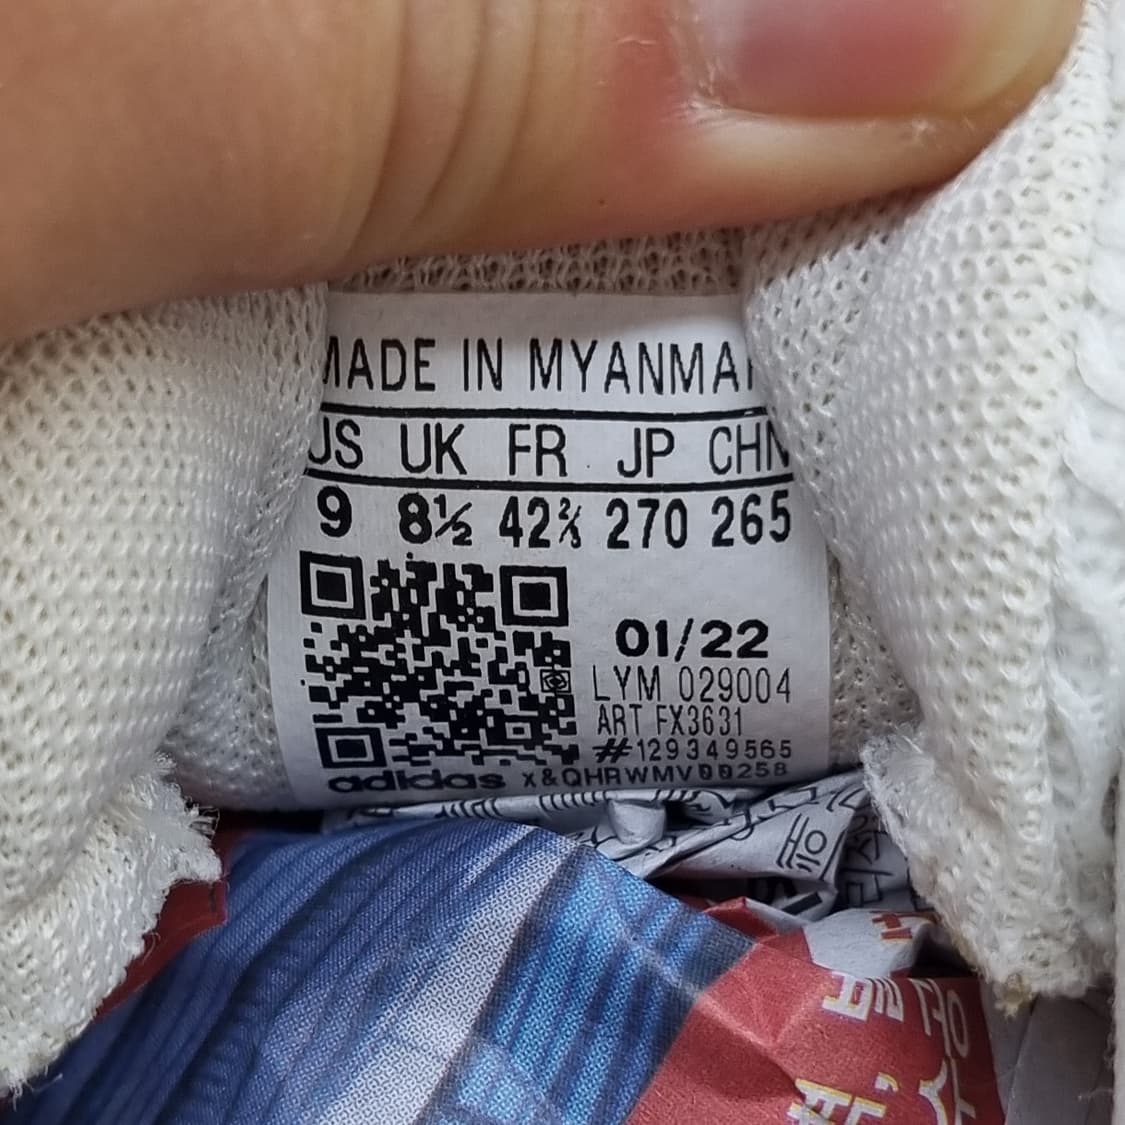 MADE IN MYANMAR
US UK FR JP CHN
9 8½ 42⅔ 270 265
01/22
LYM 029004
ART FX3631
#129349565
adidas x&QHRWMV00258